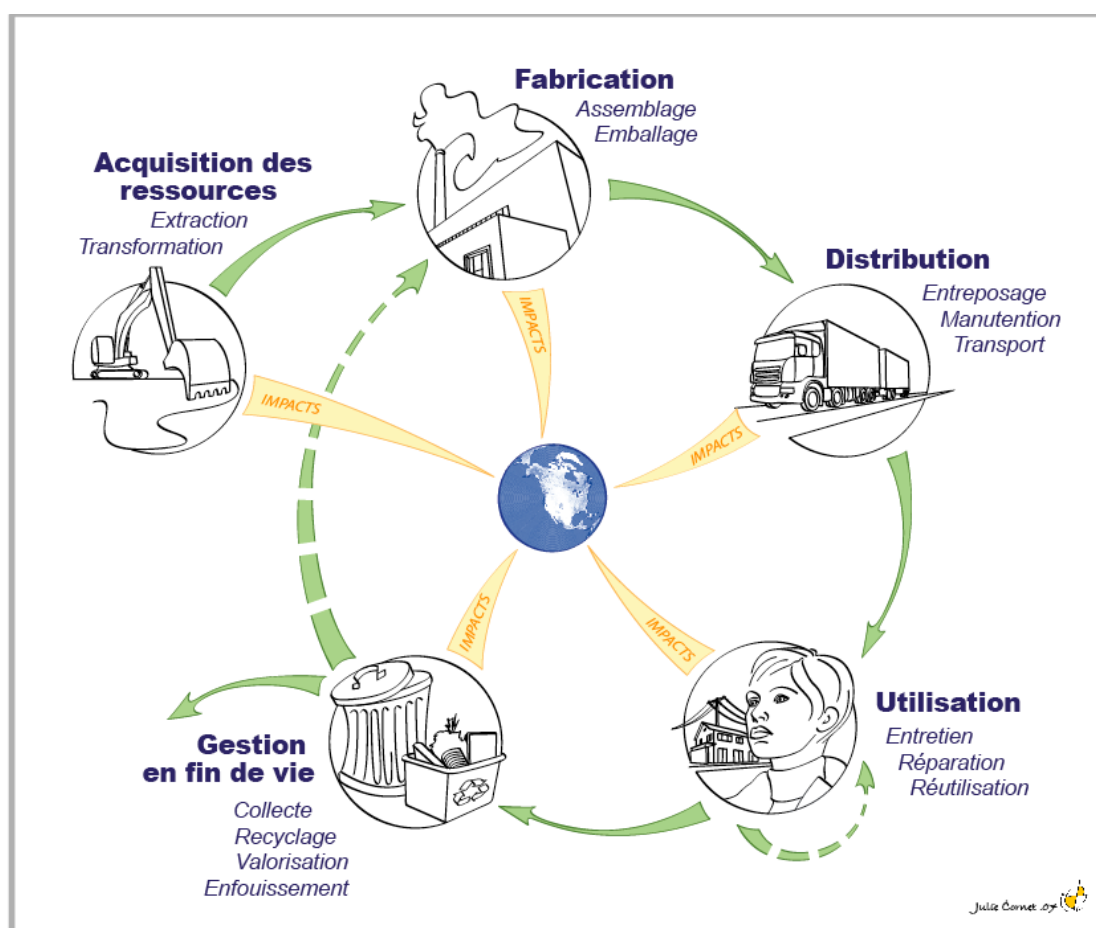 Fabrication
Assemblage
Emballage
Acquisition des
ressources
Extraction
Transformation
Distribution
Entreposage
Manutention
Transport
IMPACTS
IMPACTS
IMPACTS
IMPACTS
IMPACTS
Utilisation
Entretien
Réparation
Réutilisation
Gestion
en fin de vie
Collecte
Recyclage
Valorisation
Enfouissement